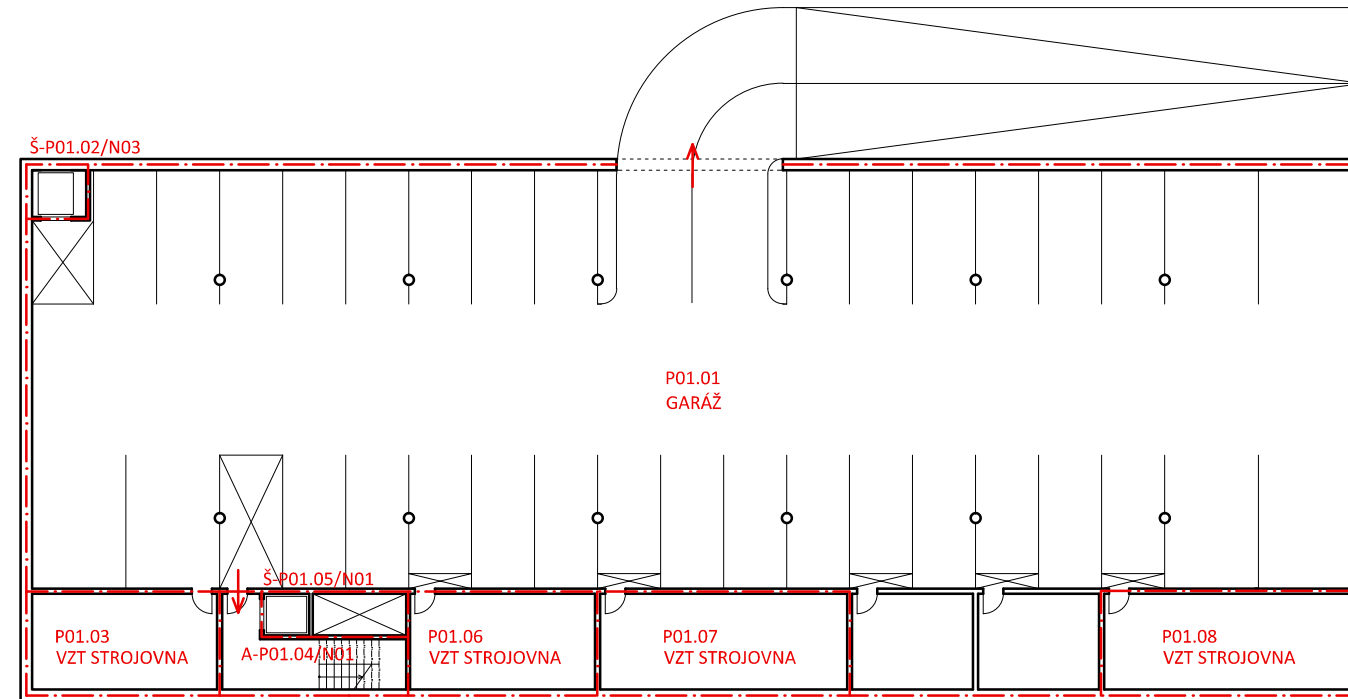 Š-P01.02/N03
P01.01
GARÁŽ
Š-P01.05/N01
P01.03
VZT STROJOVNA
A-P01.04/N01
P01.06
VZT STROJOVNA
P01.07
VZT STROJOVNA
P01.08
VZT STROJOVNA